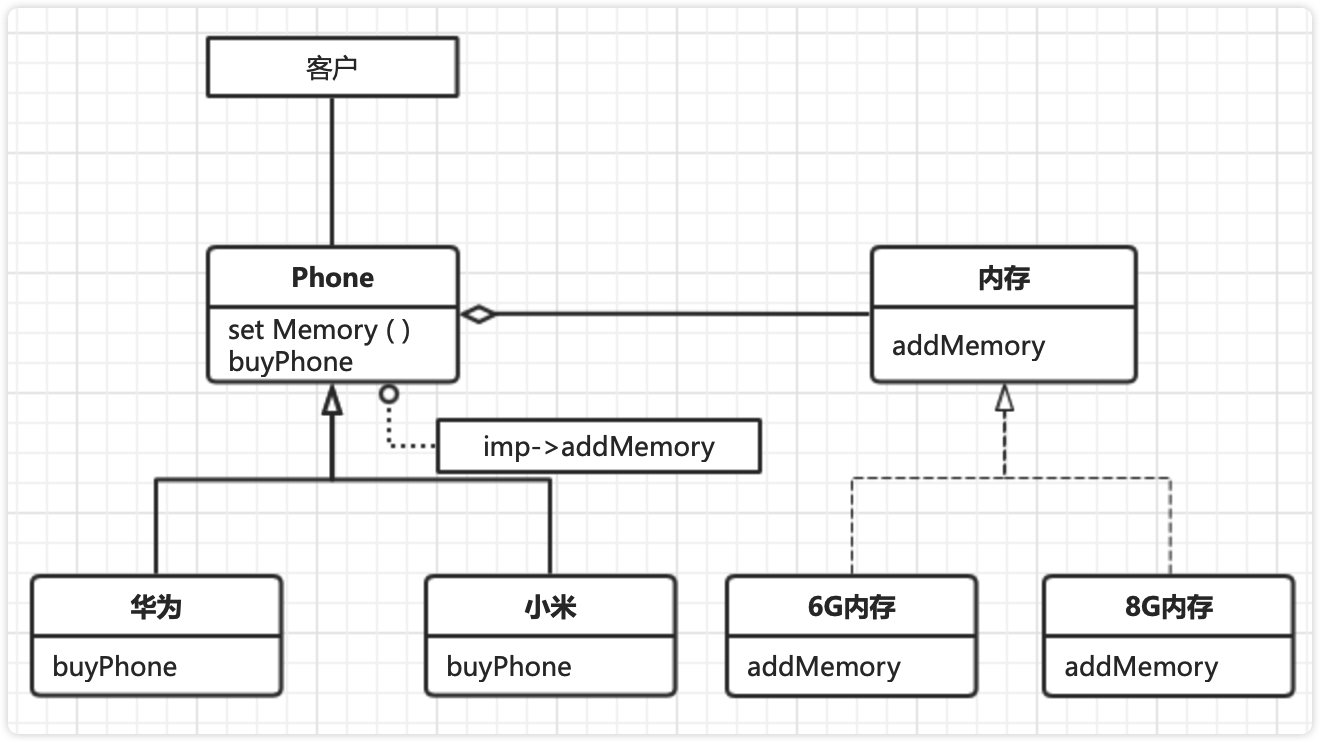 客户
Phone
set Memory ( )
buyPhone
内存
addMemory
imp->addMemory
华为
buyPhone
小米
buyPhone
6G内存
addMemory
8G内存
addMemory